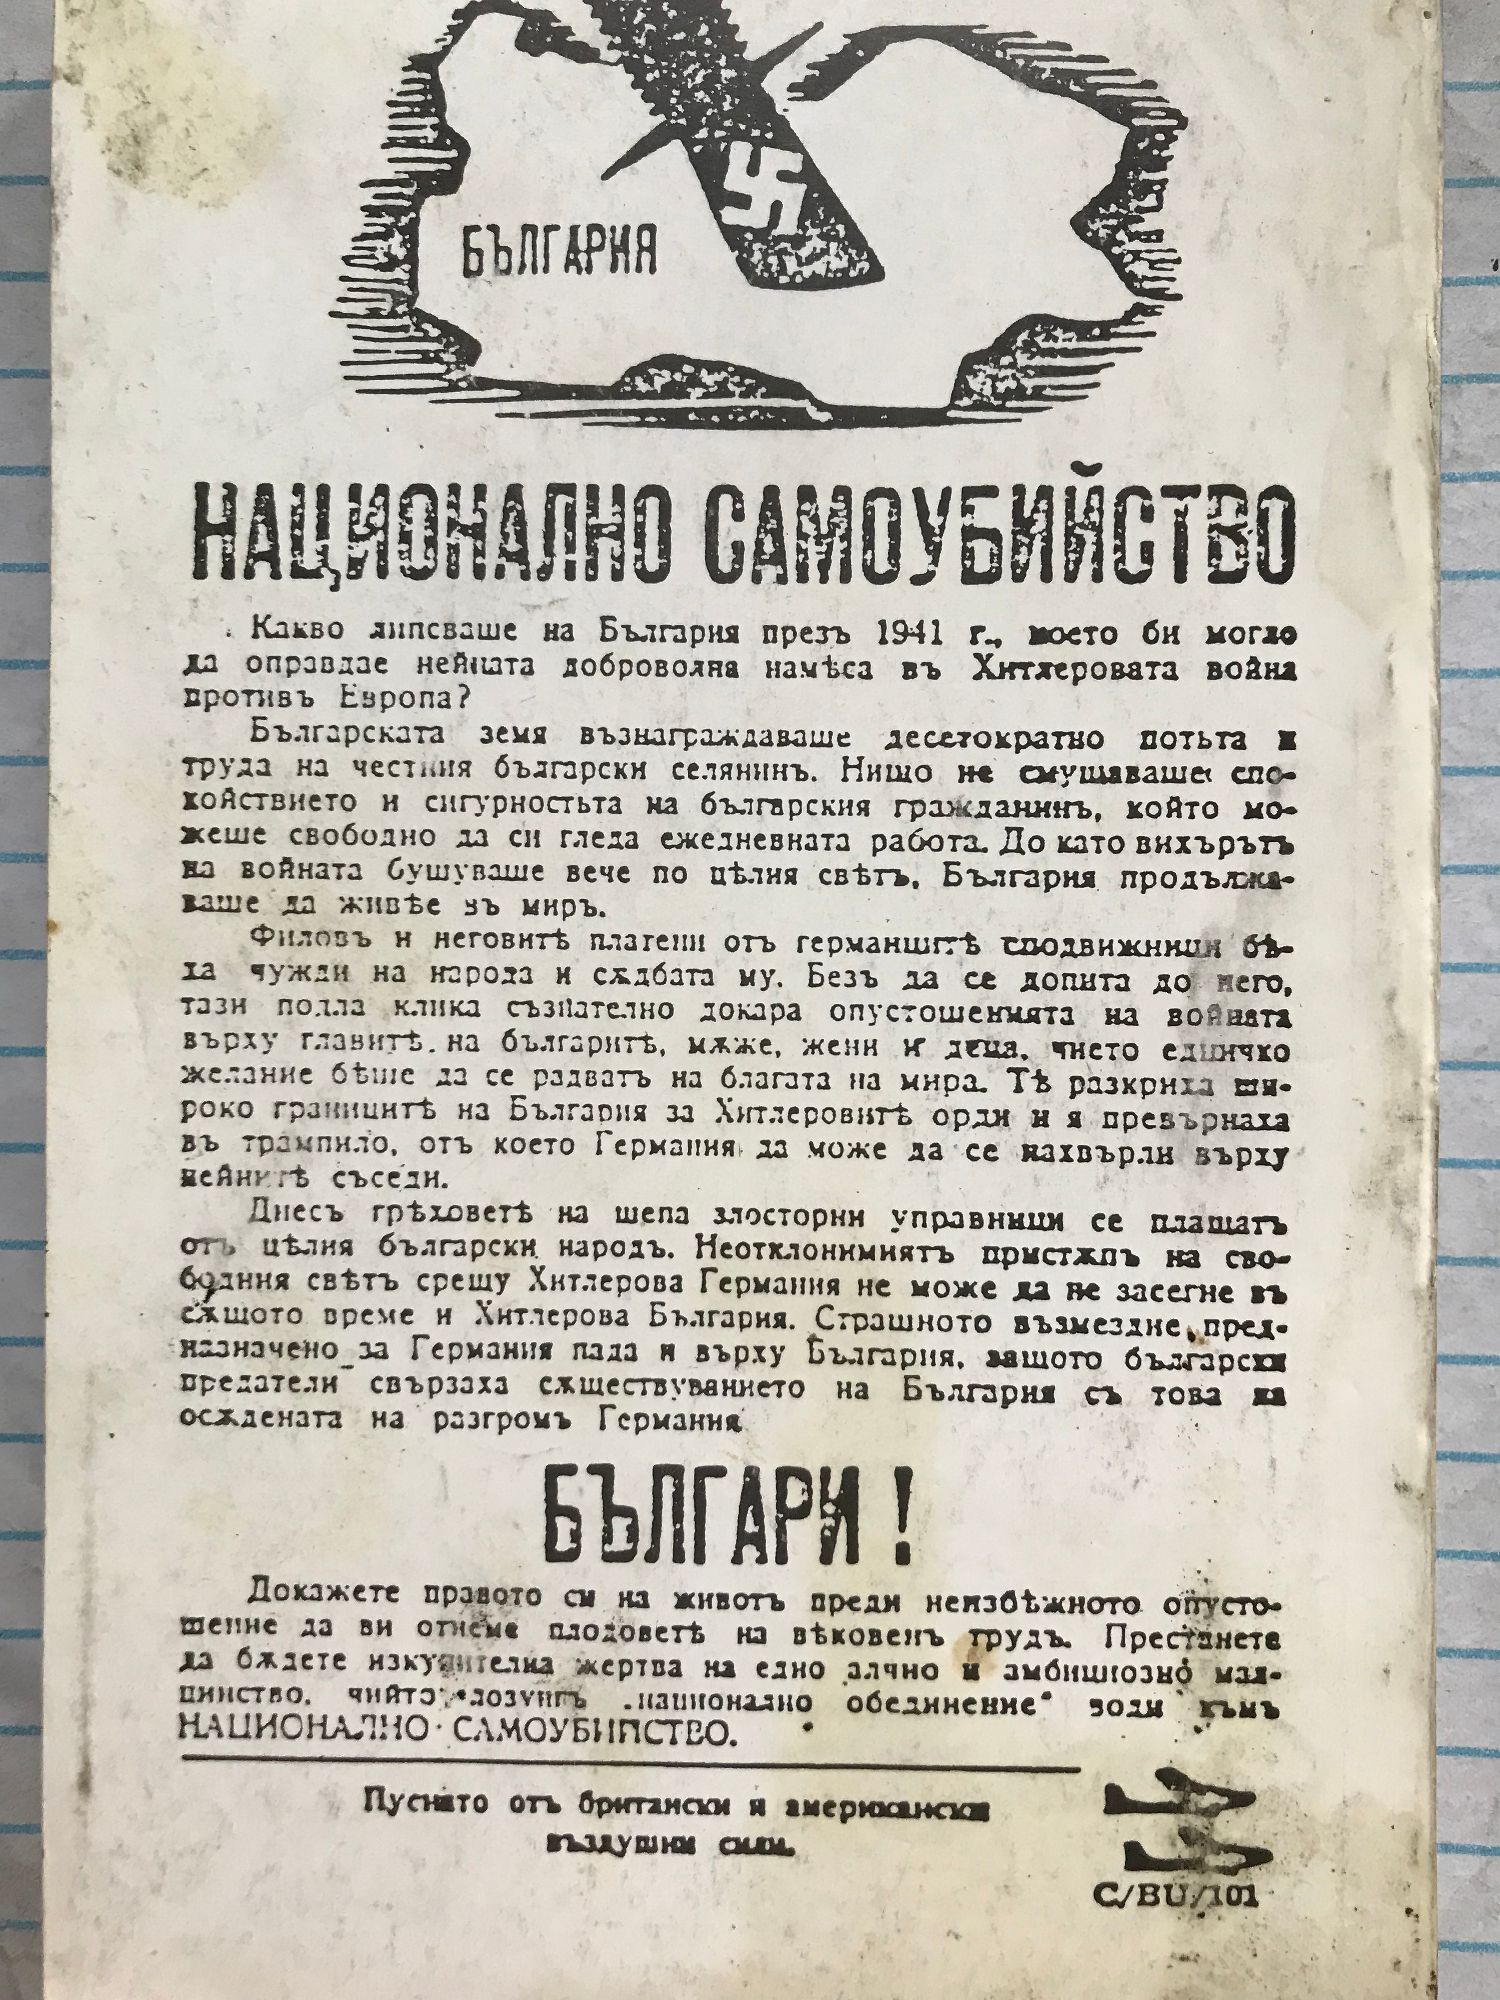 БЪЛГАРИЯ
НАЦИОНАЛНО САМОУБИЙСТВО
Какво липсваше на България презъ 1941 г., което би могло
да оправдае нейната доброволна намѣса въ Хитлеровата война
противъ Европа?
Българската земя възнаграждаваше десетократно потьта и
труда на честния български селянинъ. Нищо не смущаваше спо-
койствието и сигурностьта на българския гражданинъ, който мо-
жеше свободно да си гледа ежедневната работа. До като вихърътъ
на войната бушуваше вече по цѣлия свѣтъ, България продължа-
ваше да живѣе въ миръ.
Филовъ и неговитѣ платени отъ германцитѣ сподвижници бѣ-
ха чужди на народа и сѫдбата му. Безъ да се допита до него,
тази подла клика съзнателно докара опустошенията на войната
върху главитѣ на българитѣ, мѫже, жени и деца, чието единчко
желание бѣше да се радватъ на благата на мира. Тѣ разкриха ши-
роко границитѣ на България за Хитлеровитѣ орди и я превърнаха
въ трамплило, отъ което Германия да може да се нахвърли върху
нейнитѣ съседи.
Днесъ грѣховетѣ на шепа злосторни управници се плащатъ
отъ цѣлия български народъ. Неотклонимиятъ пристѫпъ на сво-
бодния свѣтъ срещу Хитлерова Германия не може да не засегне въ
сѫщото време и Хитлерова България. Страшното възмездие, пред-
назначено за Германия пада и върху България, защото български
предатели свързаха сѫществуванието на България съ това на
осѫдената на разгромъ Германия
БЪЛГАРИ !
Докажете правото си на животъ преди неизбѣжното опусто-
шение да ви отнеме плодоветѣ на вѣковенъ трудъ. Престанете
да бѫдете изкупителна жертва на едно алчно и амбициозно мал-
цинство, чийто лозунгъ „национално обединение“ води къмъ
НАЦИОНАЛНО САМОУБИЙСТВО.
Пуснато отъ британски и американски
въздушни сили.
C/BU/101